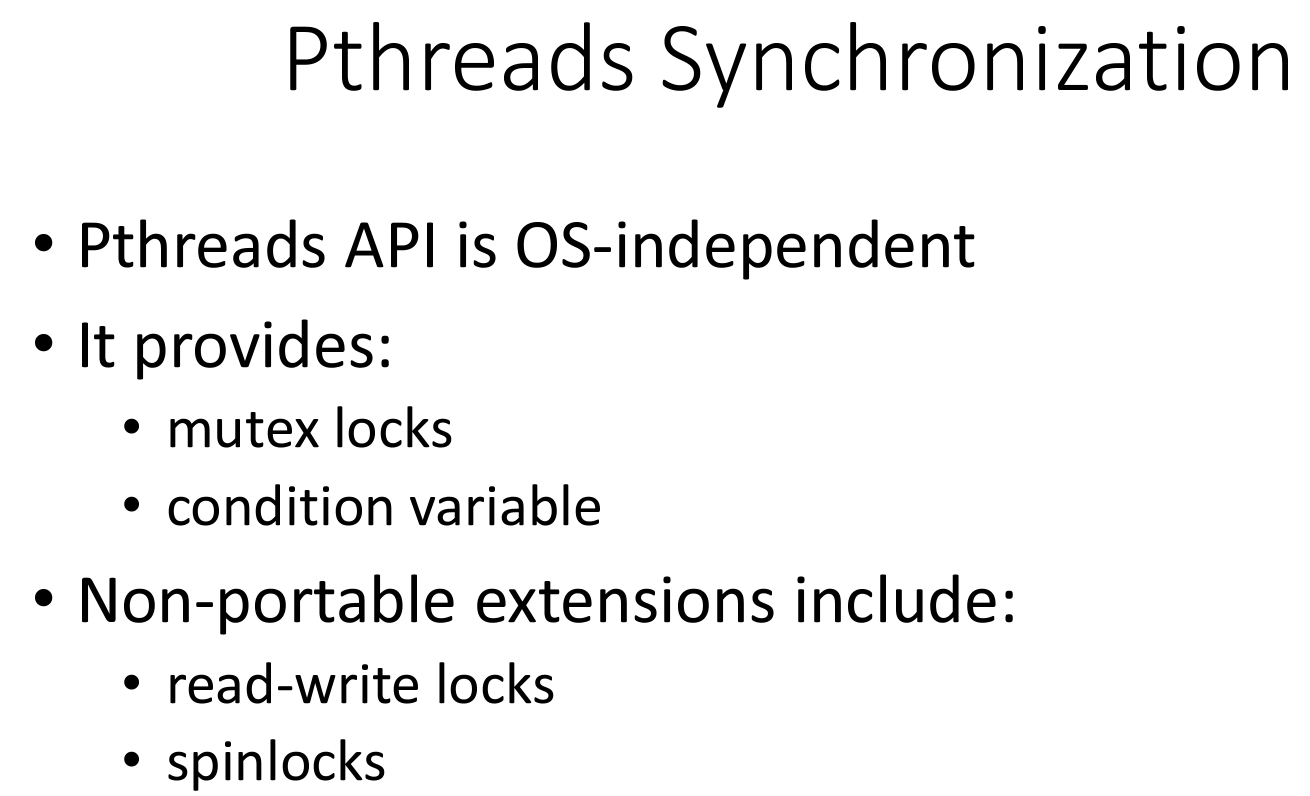 Pthreads Synchronization
• Pthreads API is OS-independent
• It provides:
• mutex locks
• condition variable
• Non-portable extensions include:
• read-write locks
• spinlocks